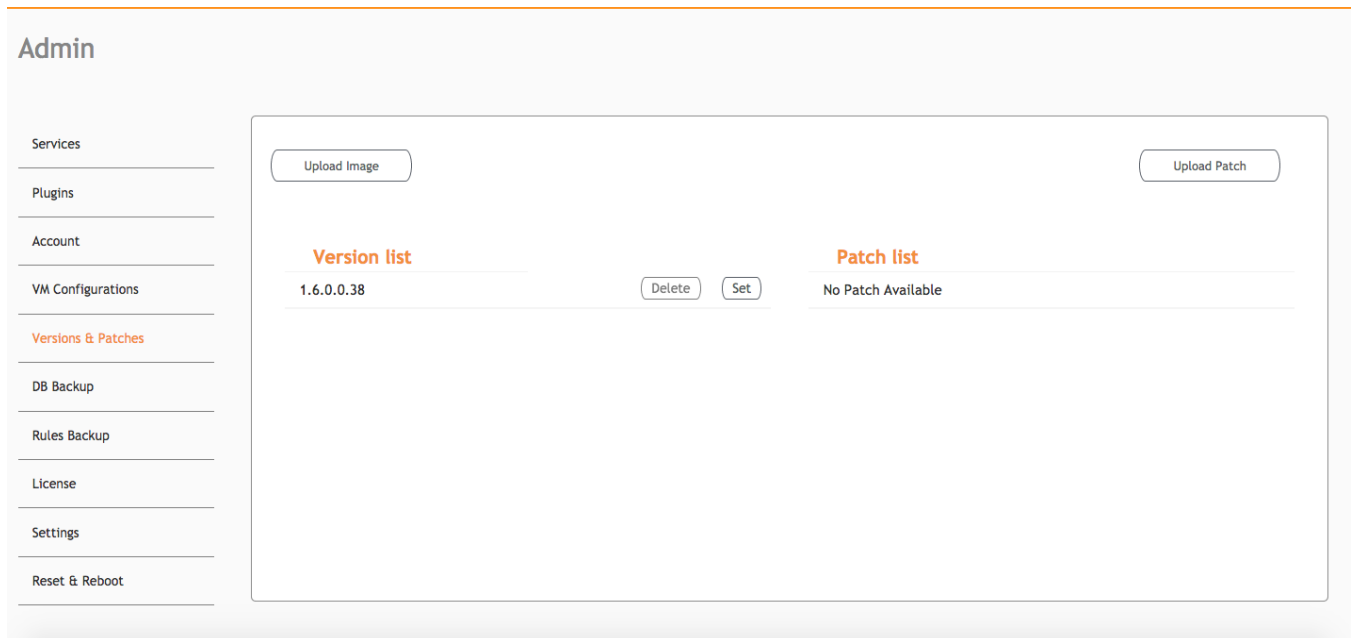 Admin
Services
Plugins
Account
VM Configurations
Versions & Patches
DB Backup
Rules Backup
License
Settings
Reset & Reboot
Upload Image
Upload Patch
Version list
1.6.0.0.38 Delete Set
Patch list
No Patch Available